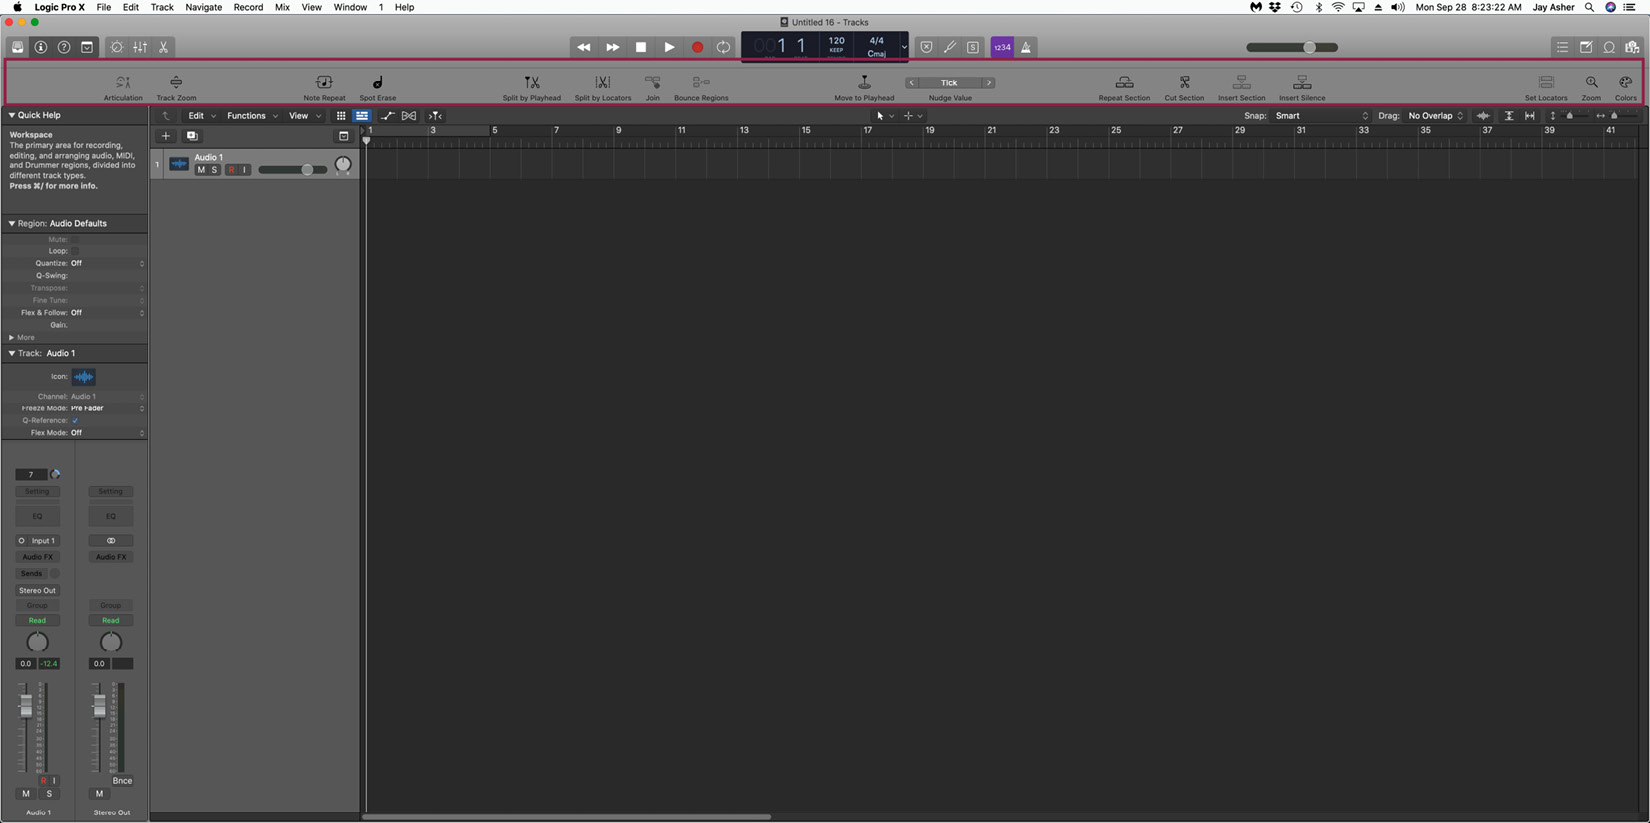 Logic Pro X File Edit Track Navigate Record Mix View Window 1 Help Mon Sep 28 8:23:22 AM Jay Asher
Untitled 16 - Tracks
001 1 120 KEEP 4/4 Cmaj S 1234
Articulation Track Zoom Note Repeat Spot Erase Split by Playhead Split by Locators Join Bounce Regions Move to Playhead Tick Nudge Value Repeat Section Cut Section Insert Section Insert Silence Set Locators Zoom Colors
Quick Help Edit Functions View Snap: Smart Drag: No Overlap
1 3 5 7 9 11 13 15 17 19 21 23 25 27 29 31 33 35 37 39 41
Workspace
The primary area for recording,
editing, and arranging audio, MIDI,
and Drummer regions, divided into
different track types.
Press ⌘/ for more info.
1 Audio 1
M S R I
Region: Audio Defaults
Mute:
Loop:
Quantize: Off
Q-Swing:
Transpose:
Fine Tune:
Flex & Follow: Off
Gain:
More
Track: Audio 1
Icon:
Channel: Audio 1
Freeze Mode: Pre Fader
Q-Reference:
Flex Mode: Off
7
Setting Setting
EQ EQ
Input 1
Audio FX Audio FX
Sends
Stereo Out
Group Group
Read Read
0.0 -12.4 0.0
R I Bnce
M S M
Audio 1 Stereo Out